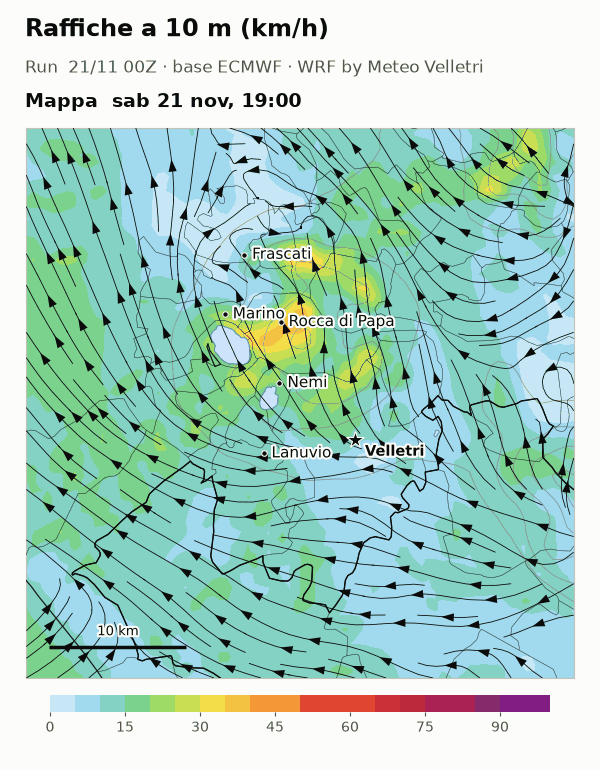 Raffiche a 10 m (km/h)
Run  21/11 00Z · base ECMWF · WRF by Meteo Velletri
Mappa  sab 21 nov, 19:00
Frascati
Marino
Rocca di Papa
Nemi
Velletri
Lanuvio
10 km
0 15 30 45 60 75 90